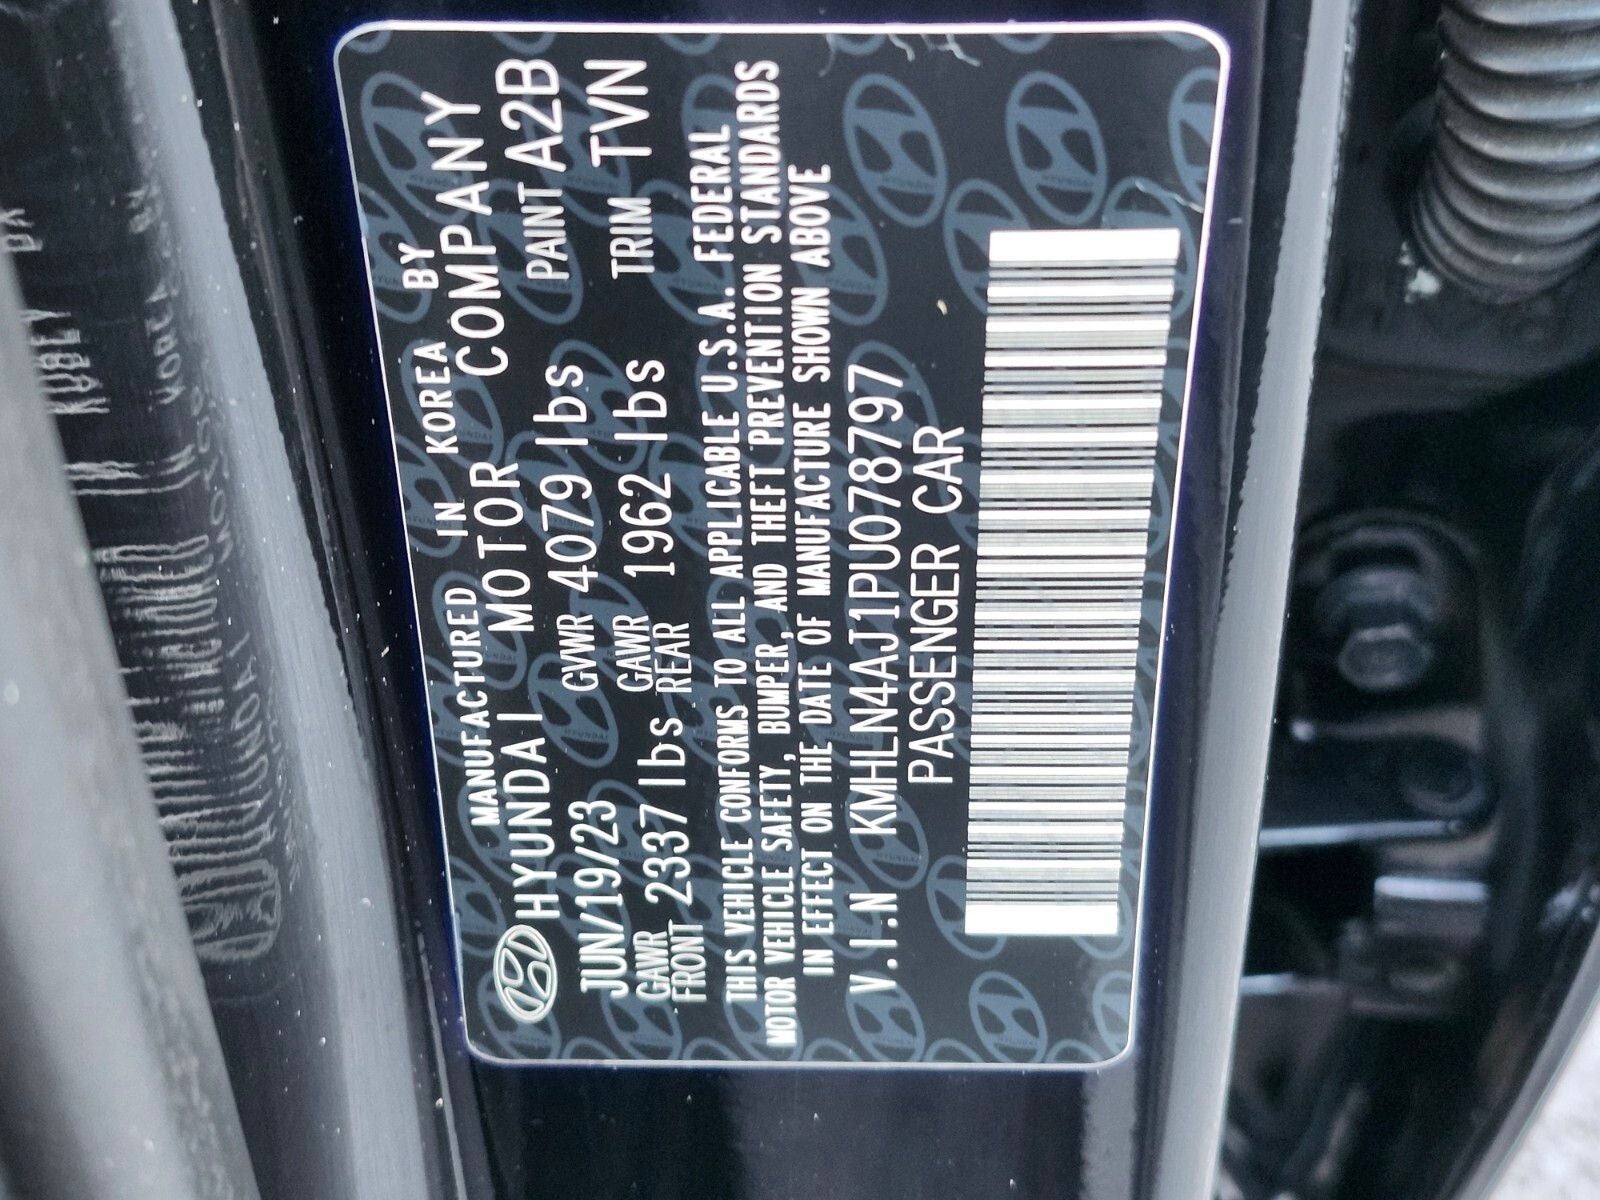 MANUFACTURED IN KOREA BY
HYUNDAI MOTOR COMPANY
JUN/19/23 GVWR 4079 lbs PAINT A2B
GAWR FRONT 2337 lbs GAWR REAR 1962 lbs TRIM TVN
THIS VEHICLE CONFORMS TO ALL APPLICABLE U.S.A. FEDERAL
MOTOR VEHICLE SAFETY, BUMPER, AND THEFT PREVENTION STANDARDS
IN EFFECT ON THE DATE OF MANUFACTURE SHOWN ABOVE
V.I.N KMHLN4AJ1PU078797
PASSENGER CAR